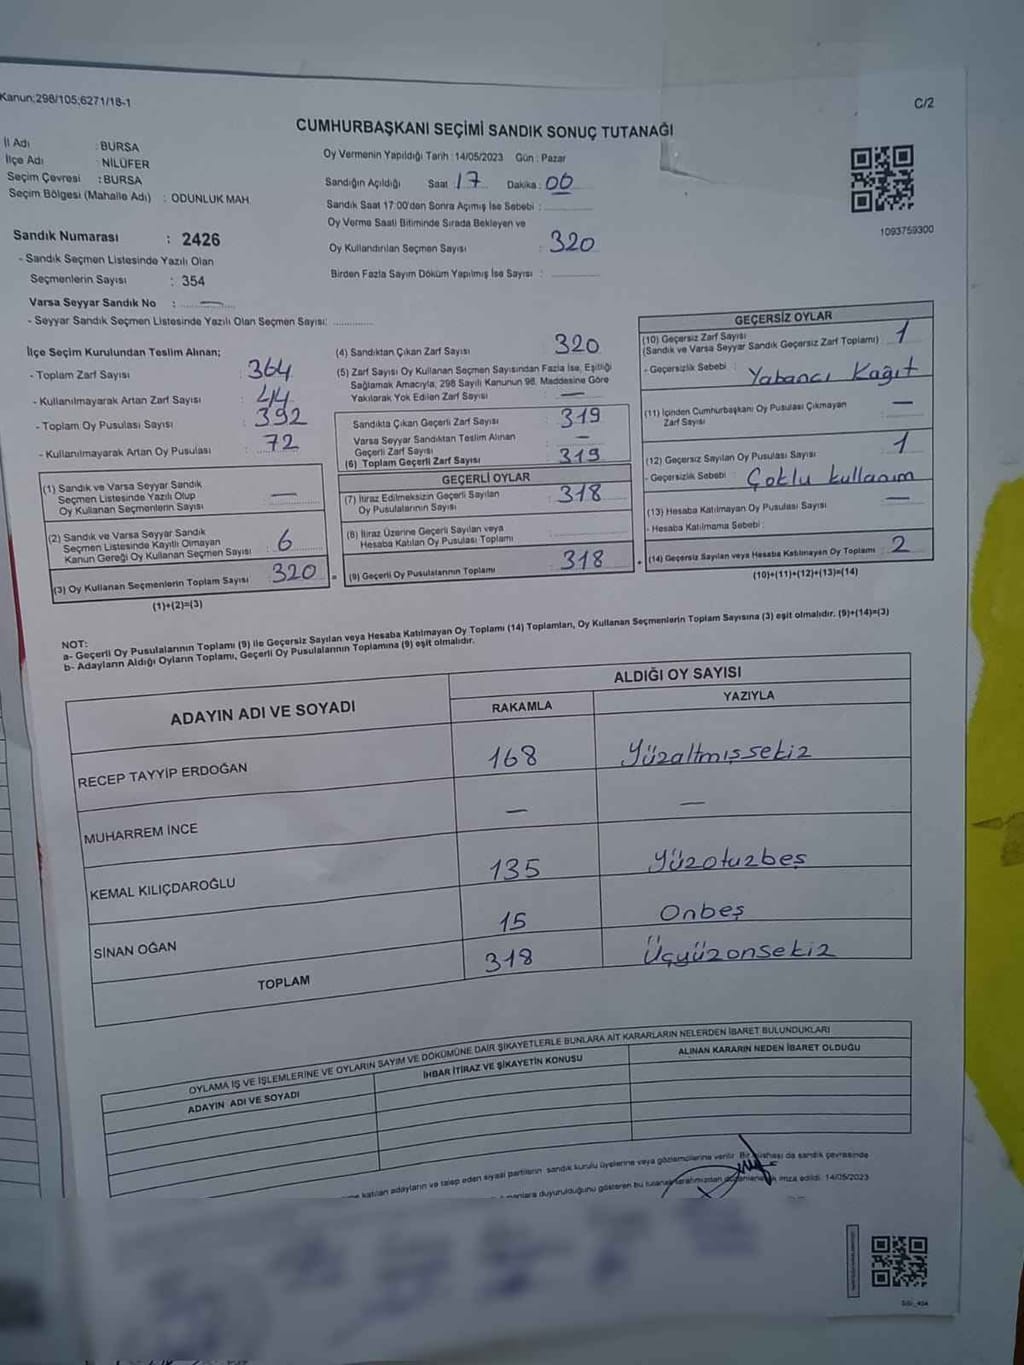 Kanun;298/105;6271/18-1
C/2
CUMHURBAŞKANI SEÇİMİ SANDIK SONUÇ TUTANAĞI
İl Adı : BURSA
İlçe Adı : NİLÜFER
Seçim Çevresi : BURSA
Seçim Bölgesi (Mahalle Adı) : ODUNLUK MAH.
Sandık Numarası : 2426
- Sandık Seçmen Listesinde Yazılı Olan
Seçmenlerin Sayısı : 354
Varsa Seyyar Sandık No : —
- Seyyar Sandık Seçmen Listesinde Yazılı Olan Seçmen Sayısı: ..............
Oy Vermenin Yapıldığı Tarih : 14/05/2023 Gün : Pazar
Sandığın Açıldığı Saat : 17 Dakika : 00
Sandık Saat 17:00'den Sonra Açımış İse Sebebi :
Oy Verme Saati Bitiminde Sırada Bekleyen ve
Oy Kullandırılan Seçmen Sayısı : 320
Birden Fazla Sayım Döküm Yapılmış İse Sayısı :
1093759300
İlçe Seçim Kurulundan Teslim Alınan;
- Toplam Zarf Sayısı : 364
- Kullanılmayarak Artan Zarf Sayısı : 44
- Toplam Oy Pusulası Sayısı : 392
- Kullanılmayarak Artan Oy Pusulası : 72
(1) Sandık ve Varsa Seyyar Sandık
Seçmen Listesinde Yazılı Olup
Oy Kullanan Seçmenlerin Sayısı : —
(2) Sandık ve Varsa Seyyar Sandık
Seçmen Listesinde Kayıtlı Olmayan
Kanun Gereği Oy Kullanan Seçmen Sayısı : 6
(3) Oy Kullanan Seçmenlerin Toplam Sayısı : 320
(1)+(2)=(3)
(4) Sandıktan Çıkan Zarf Sayısı : 320
(5) Zarf Sayısı Oy Kullanan Seçmen Sayısından Fazla İse, Eşitliği
Sağlamak Amacıyla, 298 Sayılı Kanunun 98. Maddesine Göre
Yakılarak Yok Edilen Zarf Sayısı : —
Sandıkta Çıkan Geçerli Zarf Sayısı : 319
Varsa Seyyar Sandıktan Teslim Alınan
Geçerli Zarf Sayısı : —
(6) Toplam Geçerli Zarf Sayısı : 319
GEÇERLİ OYLAR
(7) İtiraz Edilmeksizin Geçerli Sayılan
Oy Pusulalarının Sayısı : 318
(8) İtiraz Üzerine Geçerli Sayılan veya
Hesaba Katılan Oy Pusulası Toplamı
(9) Geçerli Oy Pusulalarının Toplamı : 318
GEÇERSİZ OYLAR
(10) Geçersiz Zarf Sayısı
(Sandık ve Varsa Seyyar Sandık Geçersiz Zarf Toplamı) 1
- Geçersizlik Sebebi : Yabancı Kağıt
(11) İçinden Cumhurbaşkanı Oy Pusulası Çıkmayan
Zarf Sayısı : —
(12) Geçersiz Sayılan Oy Pusulası Sayısı 1
- Geçersizlik Sebebi : Çoklu kullanım
(13) Hesaba Katılmayan Oy Pusulası Sayısı —
- Hesaba Katılmama Sebebi :
(14) Geçersiz Sayılan veya Hesaba Katılmayan Oy Toplamı : 2
(10)+(11)+(12)+(13)=(14)
NOT:
a- Geçerli Oy Pusulalarının Toplamı (9) ile Geçersiz Sayılan veya Hesaba Katılmayan Oy Toplamı (14) Toplamları, Oy Kullanan Seçmenlerin Toplam Sayısına (3) eşit olmalıdır. (9)+(14)=(3)
b- Adayların Aldığı Oyların Toplamı, Geçerli Oy Pusulalarının Toplamına (9) eşit olmalıdır.
ADAYIN ADI VE SOYADI
ALDIĞI OY SAYISI
RAKAMLA YAZIYLA
RECEP TAYYİP ERDOĞAN 168 Yüzaltmışsekiz
MUHARREM İNCE — —
KEMAL KILIÇDAROĞLU 135 Yüzotuzbeş
SİNAN OĞAN 15 Onbeş
TOPLAM 318 Üçyüzonsekiz
OYLAMA İŞ VE İŞLEMLERİNE VE OYLARIN SAYIM VE DÖKÜMÜNE DAİR ŞİKAYETLERLE BUNLARA AİT KARARLARIN NELERDEN İBARET BULUNDUKLARI
ADAYIN ADI VE SOYADI İHBAR İTİRAZ VE ŞİKAYETİN KONUSU ALINAN KARARIN NEDEN İBARET OLDUĞU
katılan adayların ve talep eden siyasi partilerin sandık kurulu üyelerine veya gözlemcilerine verilir. Bir nüshası da sandık çevresinde
duyurulduğunu gösteren bu imza edildi. 14/05/2023